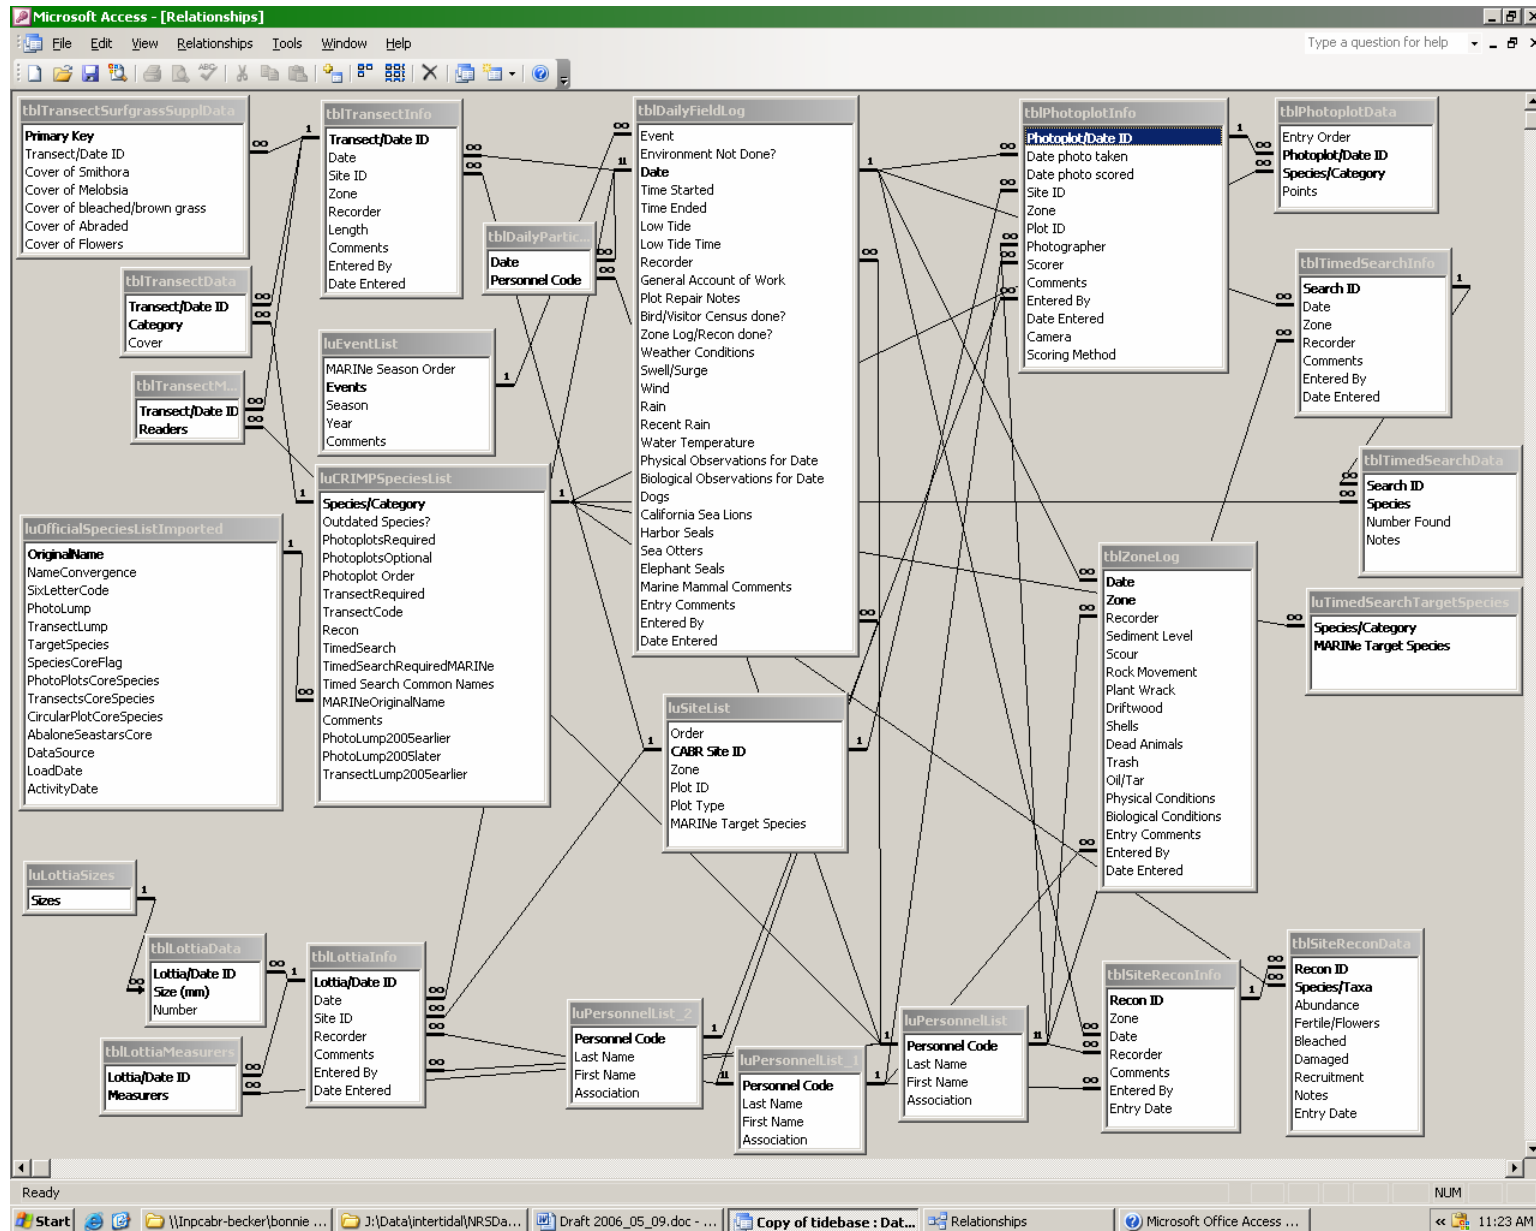 Microsoft Access - [Relationships]
File Edit View Relationships Tools Window Help
Type a question for help
tblTransectSurfgrassSupplData
Primary Key
Transect/Date ID
Cover of Smithora
Cover of Melobsia
Cover of bleached/brown grass
Cover of Abraded
Cover of Flowers
tblTransectInfo
Transect/Date ID
Date
Site ID
Zone
Recorder
Length
Comments
Entered By
Date Entered
tblDailyFieldLog
Event
Environment Not Done?
Date
Time Started
Time Ended
Low Tide
Low Tide Time
Recorder
General Account of Work
Plot Repair Notes
Bird/Visitor Census done?
Zone Log/Recon done?
Weather Conditions
Swell/Surge
Wind
Rain
Recent Rain
Water Temperature
Physical Observations for Date
Biological Observations for Date
Dogs
California Sea Lions
Harbor Seals
Sea Otters
Elephant Seals
Marine Mammal Comments
Entry Comments
Entered By
Date Entered
tblPhotoplotInfo
Photoplot/Date ID
Date photo taken
Date photo scored
Site ID
Zone
Plot ID
Photographer
Scorer
Comments
Entered By
Date Entered
Camera
Scoring Method
tblPhotoplotData
Entry Order
Photoplot/Date ID
Species/Category
Points
tblDailyPartic...
Date
Personnel Code
tblTransectData
Transect/Date ID
Category
Cover
tblTimedSearchInfo
Search ID
Date
Zone
Recorder
Comments
Entered By
Date Entered
luEventList
MARINe Season Order
Events
Season
Year
Comments
tblTransectM...
Transect/Date ID
Readers
tblTimedSearchData
Search ID
Species
Number Found
Notes
luCRIMPSpeciesList
Species/Category
Outdated Species?
PhotoplotsRequired
PhotoplotsOptional
Photoplot Order
TransectRequired
TransectCode
Recon
TimedSearch
TimedSearchRequiredMARINe
Timed Search Common Names
MARINeOriginalName
Comments
PhotoLump2005earlier
PhotoLump2005later
TransectLump2005earlier
luOfficialSpeciesListImported
OriginalName
NameConvergence
SixLetterCode
PhotoLump
TransectLump
TargetSpecies
SpeciesCoreFlag
PhotoPlotsCoreSpecies
TransectsCoreSpecies
CircularPlotCoreSpecies
AbaloneSeastarsCore
DataSource
LoadDate
ActivityDate
tblZoneLog
Date
Zone
Recorder
Sediment Level
Scour
Rock Movement
Plant Wrack
Driftwood
Shells
Dead Animals
Trash
Oil/Tar
Physical Conditions
Biological Conditions
Entry Comments
Entered By
Date Entered
luTimedSearchTargetSpecies
Species/Category
MARINe Target Species
luSiteList
Order
CABR Site ID
Zone
Plot ID
Plot Type
MARINe Target Species
luLottiaSizes
Sizes
tblLottiaData
Lottia/Date ID
Size (mm)
Number
tblLottiaInfo
Lottia/Date ID
Date
Site ID
Recorder
Comments
Entered By
Date Entered
tblLottiaMeasurers
Lottia/Date ID
Measurers
luPersonnelList_2
Personnel Code
Last Name
First Name
Association
luPersonnelList_1
Personnel Code
Last Name
First Name
Association
luPersonnelList
Personnel Code
Last Name
First Name
Association
tblSiteReconInfo
Recon ID
Zone
Date
Recorder
Comments
Entered By
Entry Date
tblSiteReconData
Recon ID
Species/Taxa
Abundance
Fertile/Flowers
Bleached
Damaged
Recruitment
Notes
Entry Date
Ready NUM
Start \\Inpcabr-becker\bonnie ... J:\Data\intertidal\NRSDa... Draft 2006_05_09.doc - ... Copy of tidebase : Dat... Relationships Microsoft Office Access ... 11:23 AM